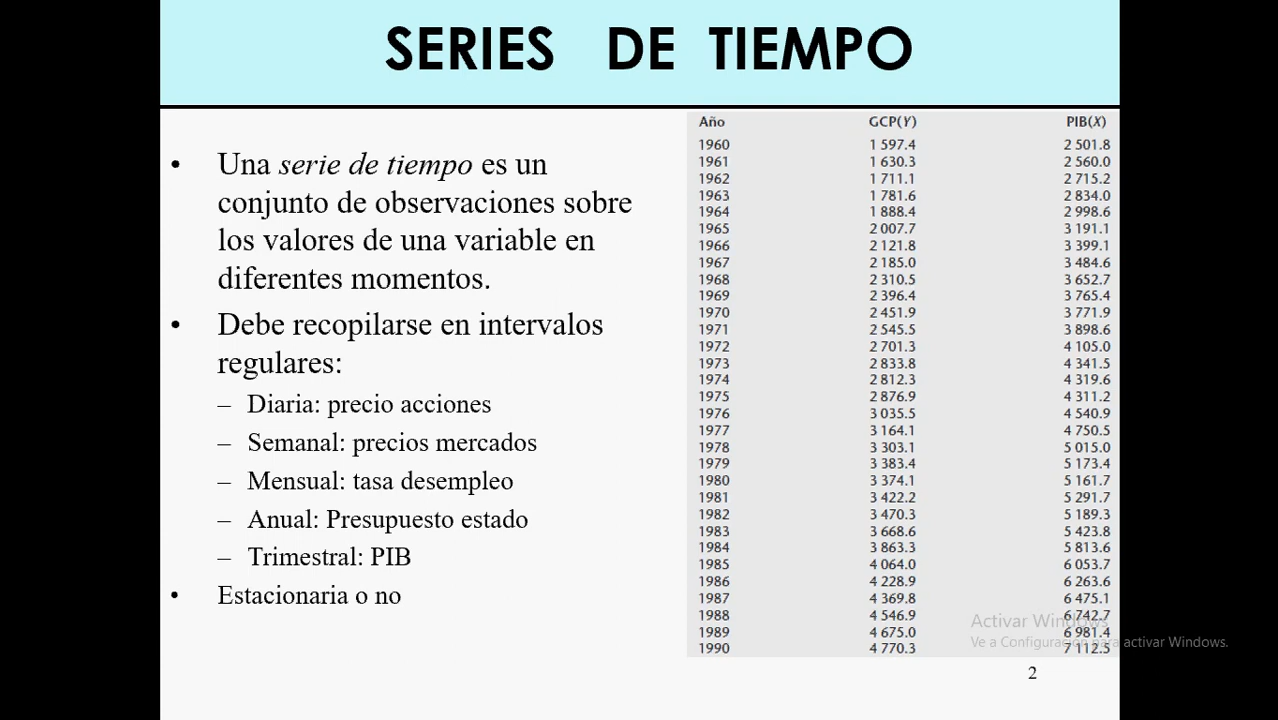 SERIES DE TIEMPO
• Una serie de tiempo es un
conjunto de observaciones sobre
los valores de una variable en
diferentes momentos.
• Debe recopilarse en intervalos
regulares:
– Diaria: precio acciones
– Semanal: precios mercados
– Mensual: tasa desempleo
– Anual: Presupuesto estado
– Trimestral: PIB
• Estacionaria o no
Año GCP(Y) PIB(X)
1960 1 597.4 2 501.8
1961 1 630.3 2 560.0
1962 1 711.1 2 715.2
1963 1 781.6 2 834.0
1964 1 888.4 2 998.6
1965 2 007.7 3 191.1
1966 2 121.8 3 399.1
1967 2 185.0 3 484.6
1968 2 310.5 3 652.7
1969 2 396.4 3 765.4
1970 2 451.9 3 771.9
1971 2 545.5 3 898.6
1972 2 701.3 4 105.0
1973 2 833.8 4 341.5
1974 2 812.3 4 319.6
1975 2 876.9 4 311.2
1976 3 035.5 4 540.9
1977 3 164.1 4 750.5
1978 3 303.1 5 015.0
1979 3 383.4 5 173.4
1980 3 374.1 5 161.7
1981 3 422.2 5 291.7
1982 3 470.3 5 189.3
1983 3 668.6 5 423.8
1984 3 863.3 5 813.6
1985 4 064.0 6 053.7
1986 4 228.9 6 263.6
1987 4 369.8 6 475.1
1988 4 546.9 6 742.7
1989 4 675.0 6 981.4
1990 4 770.3 7 112.5
Activar Windows
Ve a Configuración para activar Windows.
2